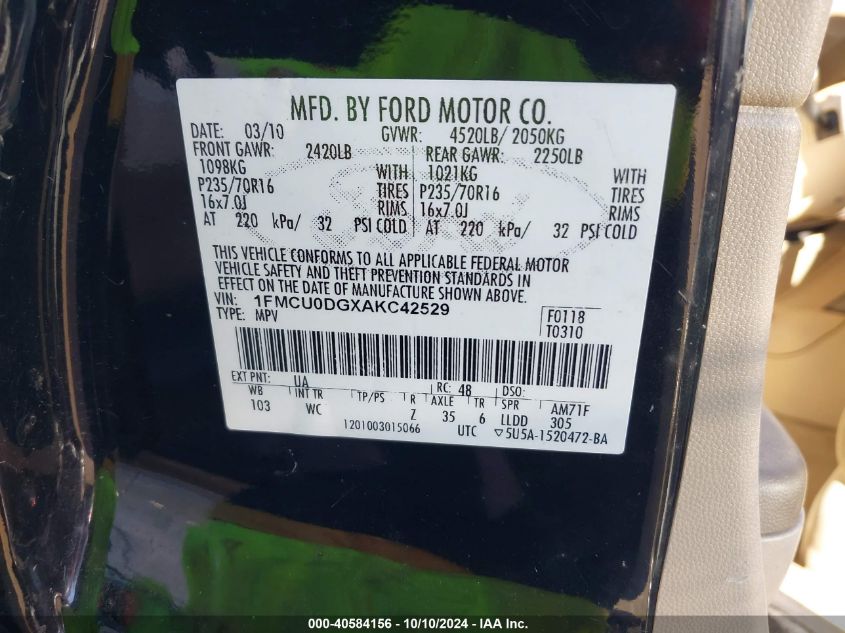 MFD. BY FORD MOTOR CO.
DATE: 03/10 GVWR: 4520LB/ 2050KG
FRONT GAWR: 2420LB REAR GAWR: 2250LB
1098KG WITH 1021KG WITH
P235/70R16 TIRES P235/70R16 TIRES
16x7.0J RIMS 16x7.0J RIMS
AT 220 kPa/ 32 PSI COLD AT 220 kPa/ 32 PSI COLD
THIS VEHICLE CONFORMS TO ALL APPLICABLE FEDERAL MOTOR
VEHICLE SAFETY AND THEFT PREVENTION STANDARDS IN
EFFECT ON THE DATE OF MANUFACTURE SHOWN ABOVE.
VIN: 1FMCU0DGXAKC42529 F0118
TYPE: MPV T0310
EXT PNT: UA RC: 48 DSO:
WB INT TR TP/PS R AXLE TR SPR AM71F
103 WC Z 35 6 LLDD 305
1201003015066 UTC ▽5U5A-1520472-BA
000-40584156 - 10/10/2024 - IAA Inc.